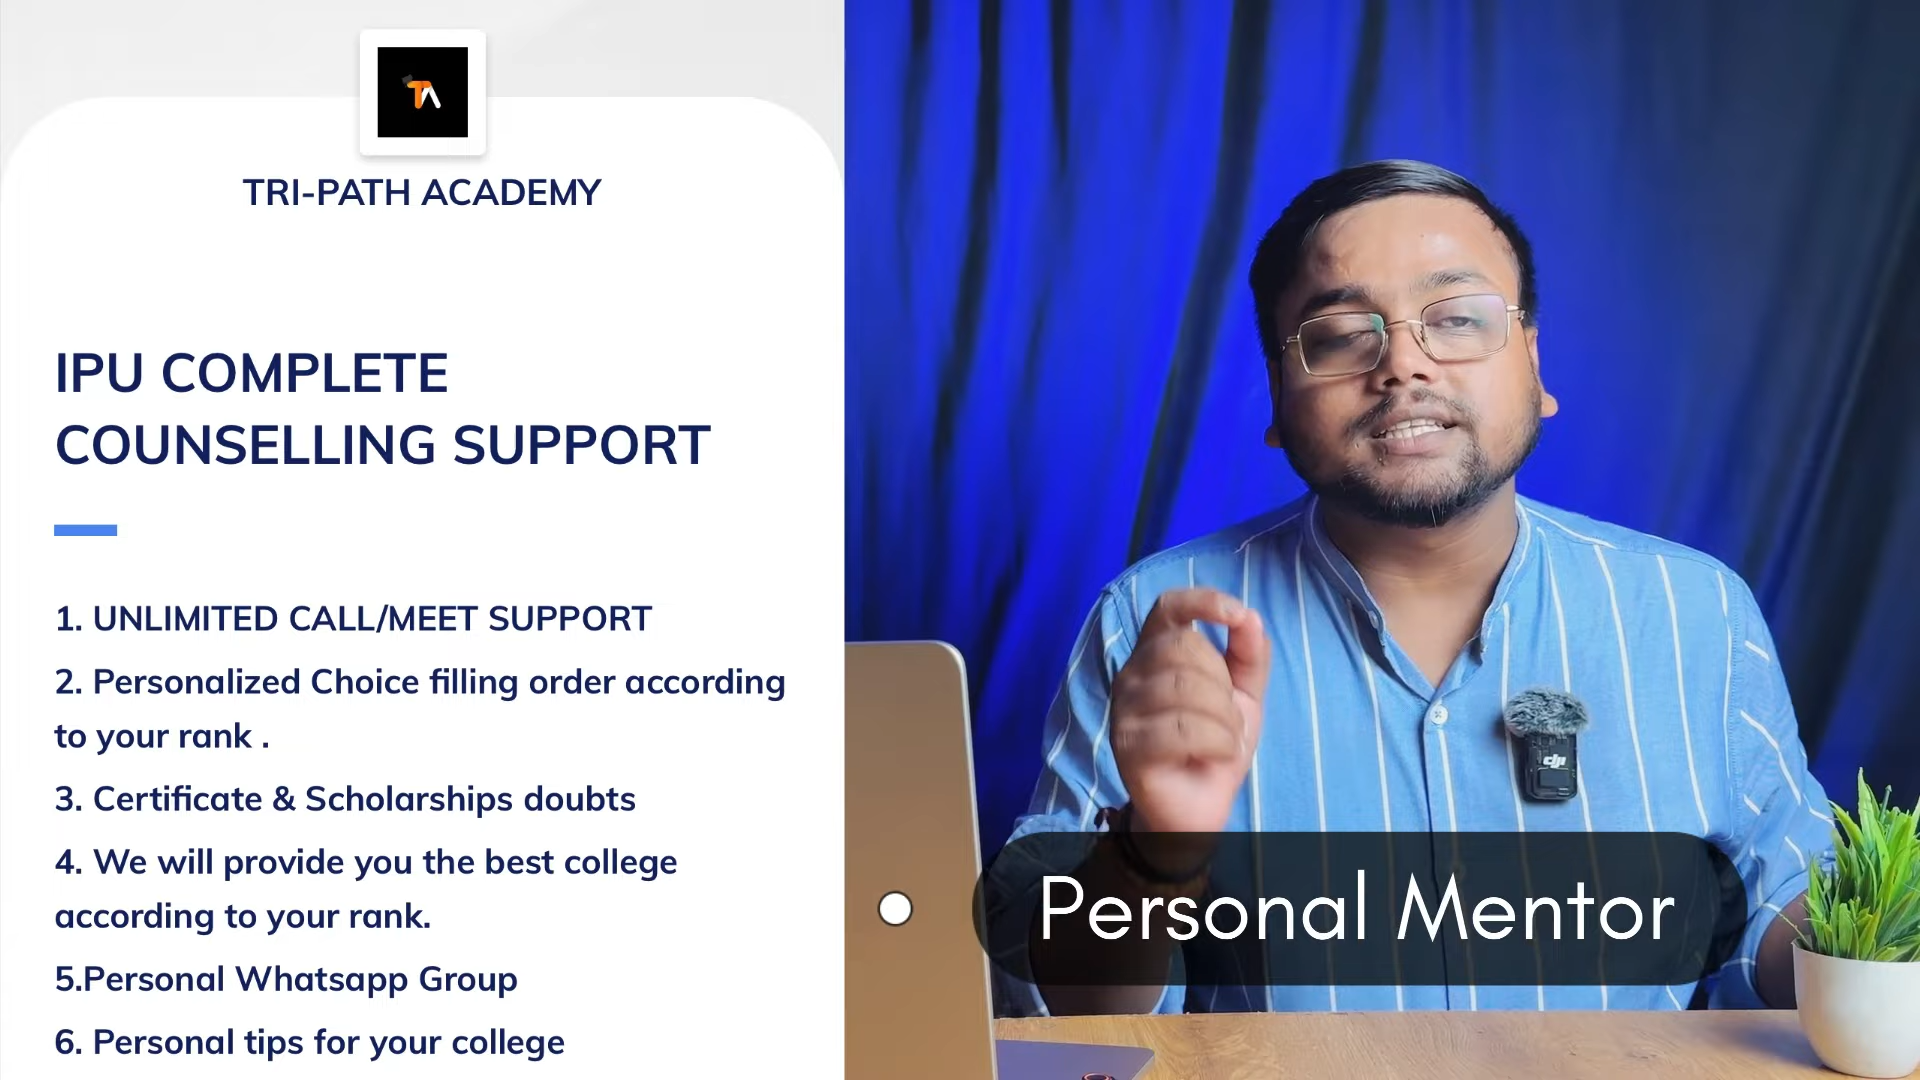 TA
TRI-PATH ACADEMY
IPU COMPLETE
COUNSELLING SUPPORT
1. UNLIMITED CALL/MEET SUPPORT
2. Personalized Choice filling order according
to your rank .
3. Certificate & Scholarships doubts
4. We will provide you the best college
according to your rank.
5.Personal Whatsapp Group
6. Personal tips for your college
dji
Personal Mentor